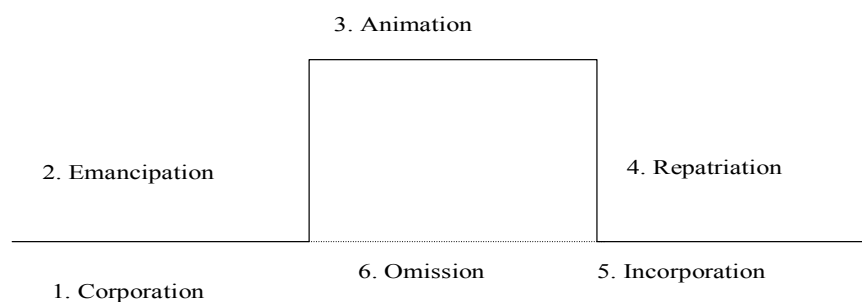 3. Animation
2. Emancipation
4. Repatriation
6. Omission
5. Incorporation
1. Corporation